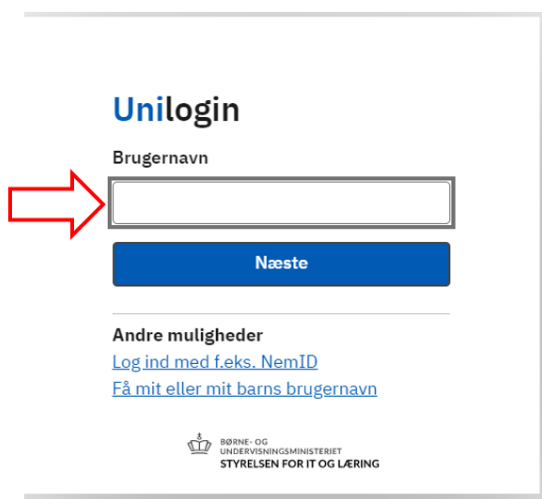 Unilogin
Brugernavn
Næste
Andre muligheder
Log ind med f.eks. NemID
Få mit eller mit barns brugernavn
BØRNE- OG
UNDERVISNINGSMINISTERIET
STYRELSEN FOR IT OG LÆRING